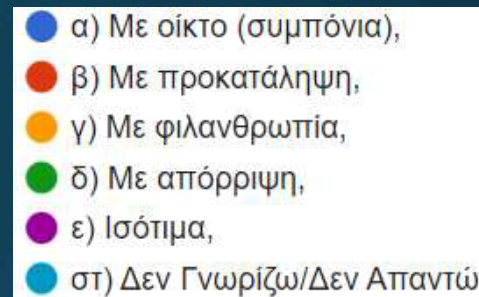 α) Με οίκτο (συμπόνια),
β) Με προκατάληψη,
γ) Με φιλανθρωπία,
δ) Με απόρριψη,
ε) Ισότιμα,
στ) Δεν Γνωρίζω/Δεν Απαντώ